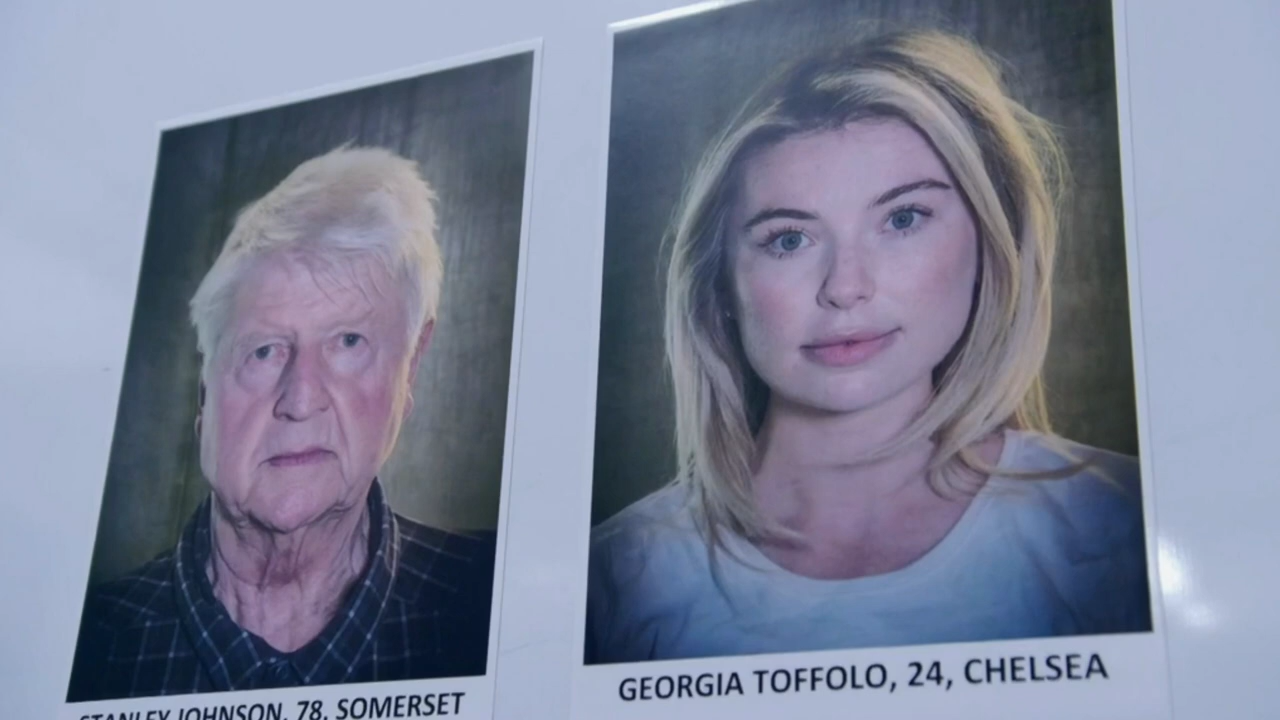 STANLEY JOHNSON, 78, SOMERSET
GEORGIA TOFFOLO, 24, CHELSEA